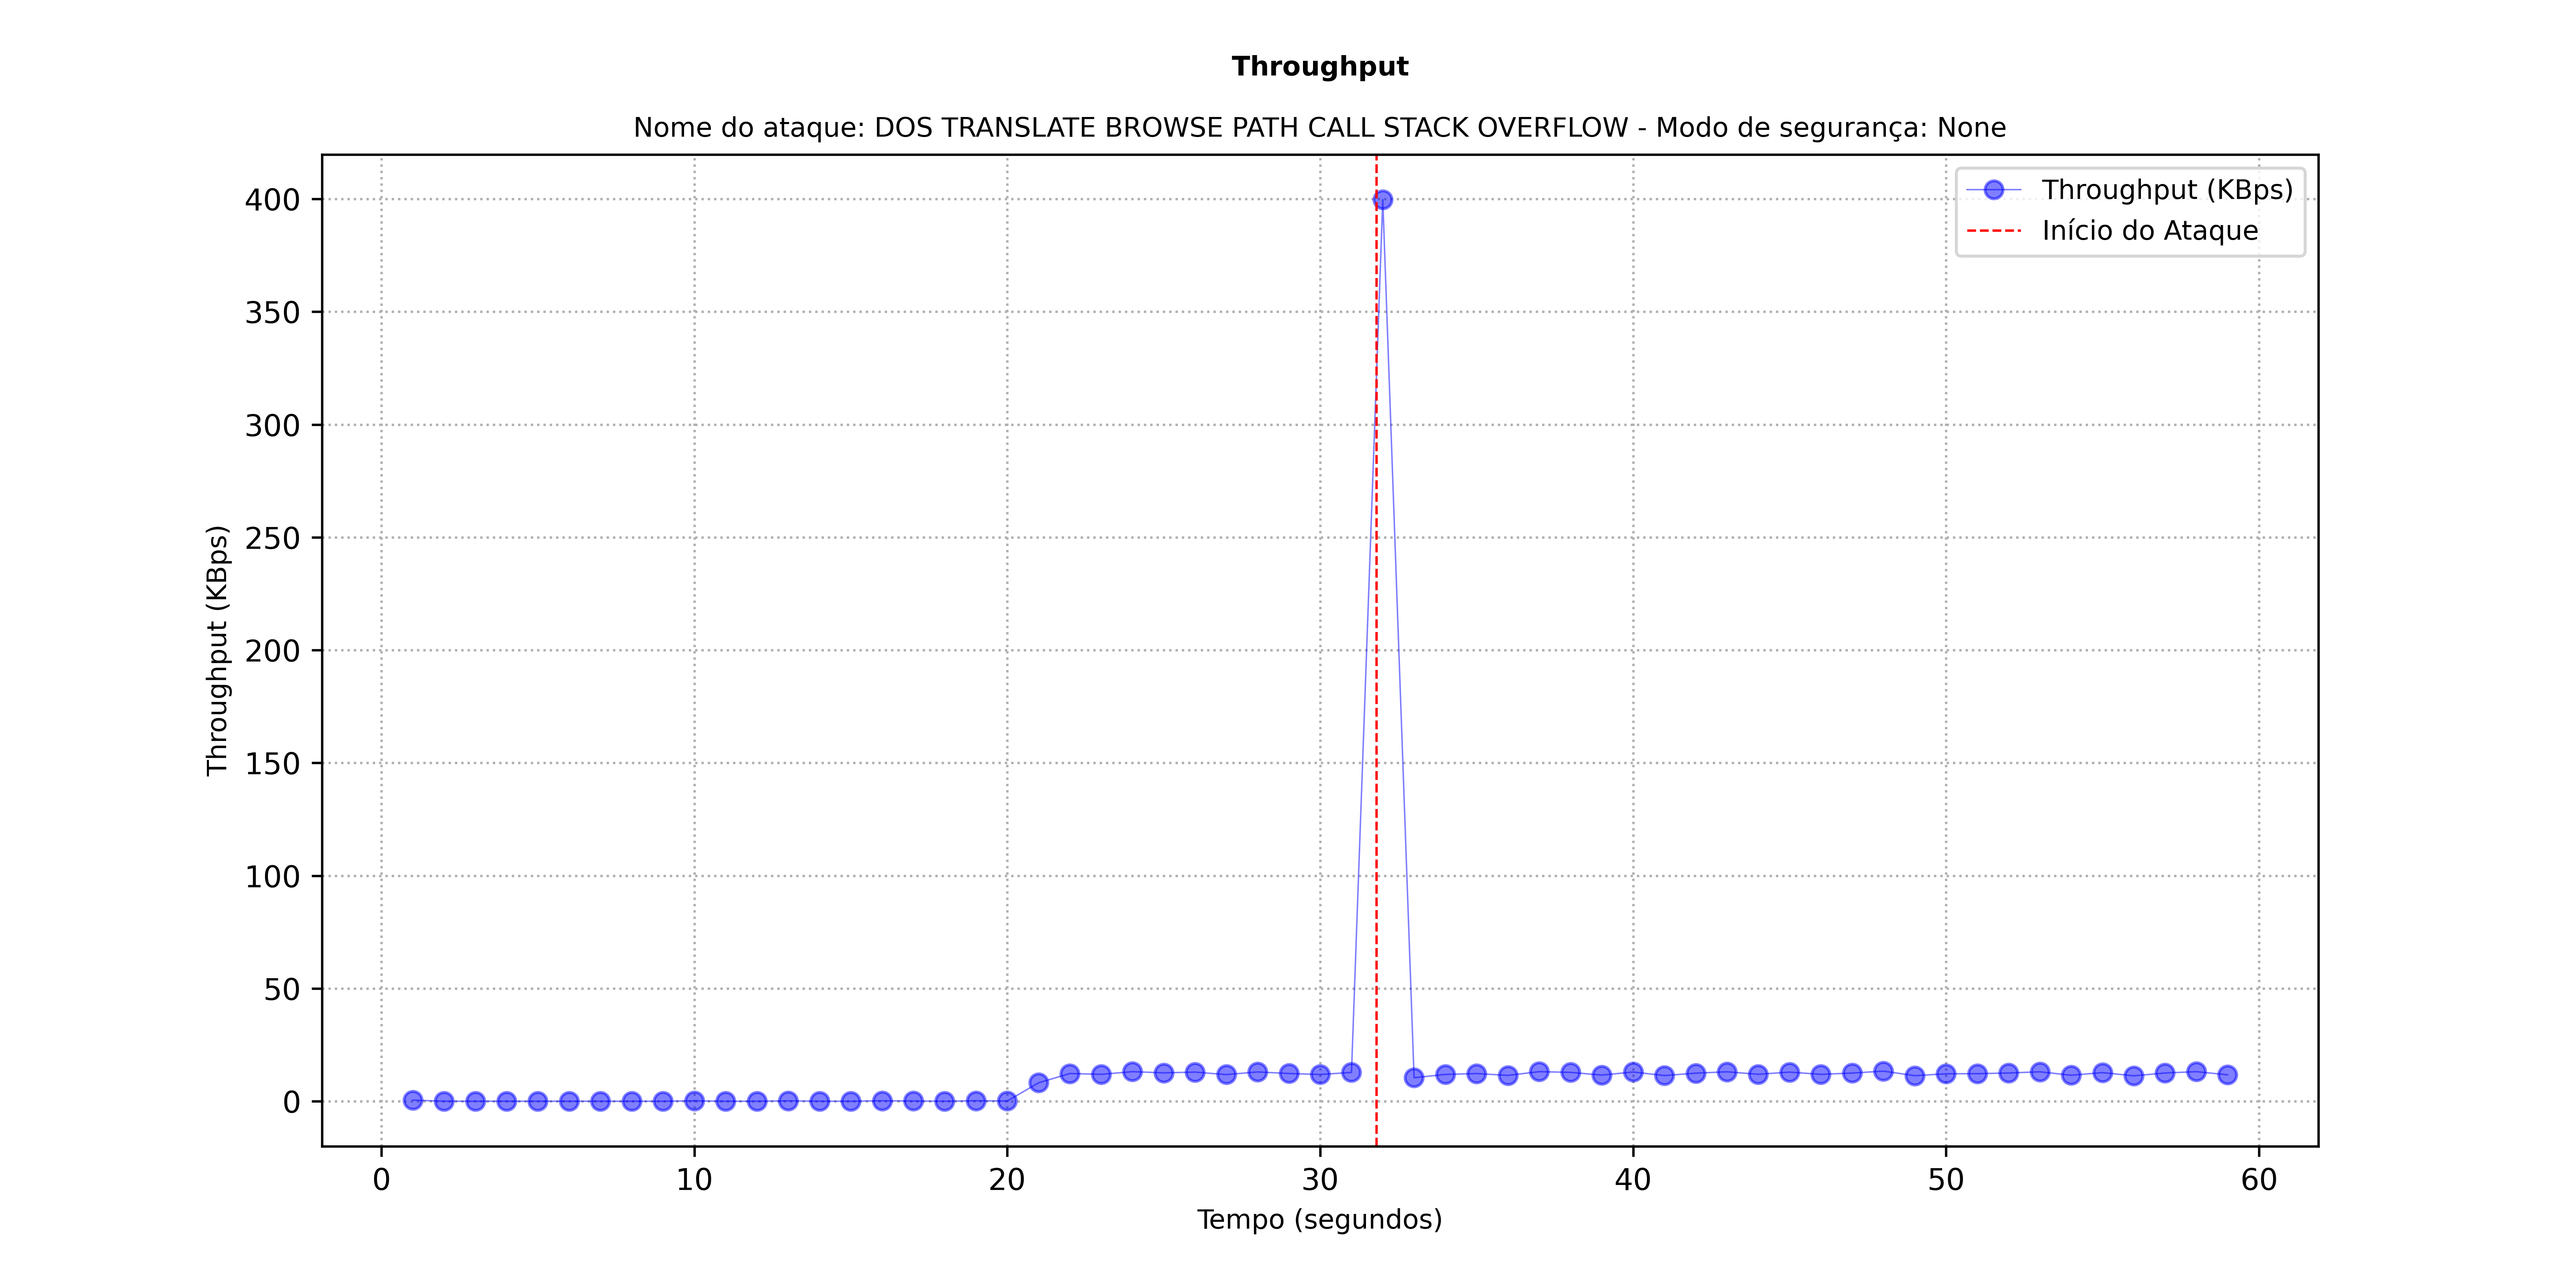 Throughput
Nome do ataque: DOS TRANSLATE BROWSE PATH CALL STACK OVERFLOW - Modo de segurança: None
Throughput (KBps)
Início do Ataque
400
350
300
250
200
150
100
50
0
Throughput (KBps)
0 10 20 30 40 50 60
Tempo (segundos)